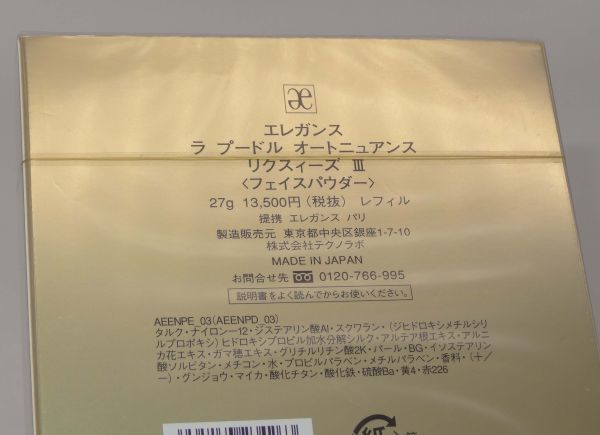 æ
エレガンス
ラ プードル オートニュアンス
リクスィーズ Ⅲ
〈フェイスパウダー〉
27g 13,500円(税抜) レフィル
提携 エレガンス パリ
製造販売元 東京都中央区銀座1-7-10
株式会社テクノラボ
MADE IN JAPAN
お問合せ先 0120-766-995
説明書をよく読んでからお使いください。
AEENPE_03(AEENPD_03)
タルク・ナイロン-12・ジステアリン酸Al・スクワラン・(ジヒドロキシメチルシリ
ルプロポキシ)ヒドロキシプロピル加水分解シルク・アルテア根エキス・アルニ
カ花エキス・ガマ穂エキス・グリチルリチン酸2K・パール・BG・イソステアリン
酸ソルビタン・メチコン・水・プロピルパラベン・メチルパラベン・香料・(+/
-)・グンジョウ・マイカ・酸化チタン・酸化鉄・硫酸Ba・黄4・赤226